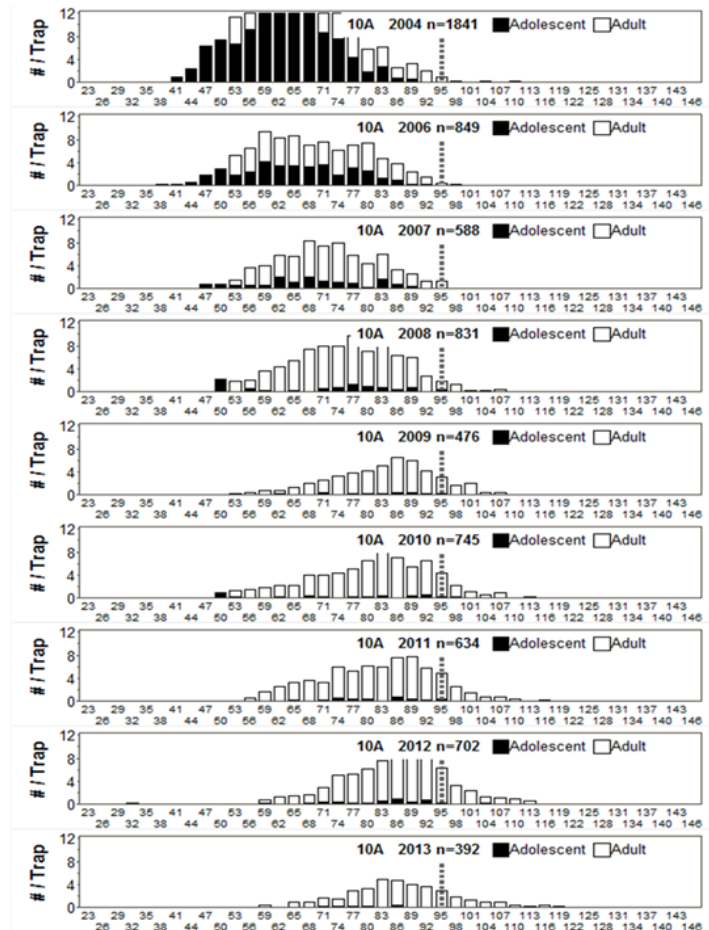 12 10A 2004 n=1841 Adolescent Adult
8
# / Trap
4
0
23 29 35 41 47 53 59 65 71 77 83 89 95 101 107 113 119 125 131 137 143
26 32 38 44 50 56 62 68 74 80 86 92 98 104 110 116 122 128 134 140 146
12 10A 2006 n=849 Adolescent Adult
8
# / Trap
4
0
23 29 35 41 47 53 59 65 71 77 83 89 95 101 107 113 119 125 131 137 143
26 32 38 44 50 56 62 68 74 80 86 92 98 104 110 116 122 128 134 140 146
12 10A 2007 n=588 Adolescent Adult
8
# / Trap
4
0
23 29 35 41 47 53 59 65 71 77 83 89 95 101 107 113 119 125 131 137 143
26 32 38 44 50 56 62 68 74 80 86 92 98 104 110 116 122 128 134 140 146
12 10A 2008 n=831 Adolescent Adult
8
# / Trap
4
0
23 29 35 41 47 53 59 65 71 77 83 89 95 101 107 113 119 125 131 137 143
26 32 38 44 50 56 62 68 74 80 86 92 98 104 110 116 122 128 134 140 146
12 10A 2009 n=476 Adolescent Adult
8
# / Trap
4
0
23 29 35 41 47 53 59 65 71 77 83 89 95 101 107 113 119 125 131 137 143
26 32 38 44 50 56 62 68 74 80 86 92 98 104 110 116 122 128 134 140 146
12 10A 2010 n=745 Adolescent Adult
8
# / Trap
4
0
23 29 35 41 47 53 59 65 71 77 83 89 95 101 107 113 119 125 131 137 143
26 32 38 44 50 56 62 68 74 80 86 92 98 104 110 116 122 128 134 140 146
12 10A 2011 n=634 Adolescent Adult
8
# / Trap
4
0
23 29 35 41 47 53 59 65 71 77 83 89 95 101 107 113 119 125 131 137 143
26 32 38 44 50 56 62 68 74 80 86 92 98 104 110 116 122 128 134 140 146
12 10A 2012 n=702 Adolescent Adult
8
# / Trap
4
0
23 29 35 41 47 53 59 65 71 77 83 89 95 101 107 113 119 125 131 137 143
26 32 38 44 50 56 62 68 74 80 86 92 98 104 110 116 122 128 134 140 146
12 10A 2013 n=392 Adolescent Adult
8
# / Trap
4
0
23 29 35 41 47 53 59 65 71 77 83 89 95 101 107 113 119 125 131 137 143
26 32 38 44 50 56 62 68 74 80 86 92 98 104 110 116 122 128 134 140 146